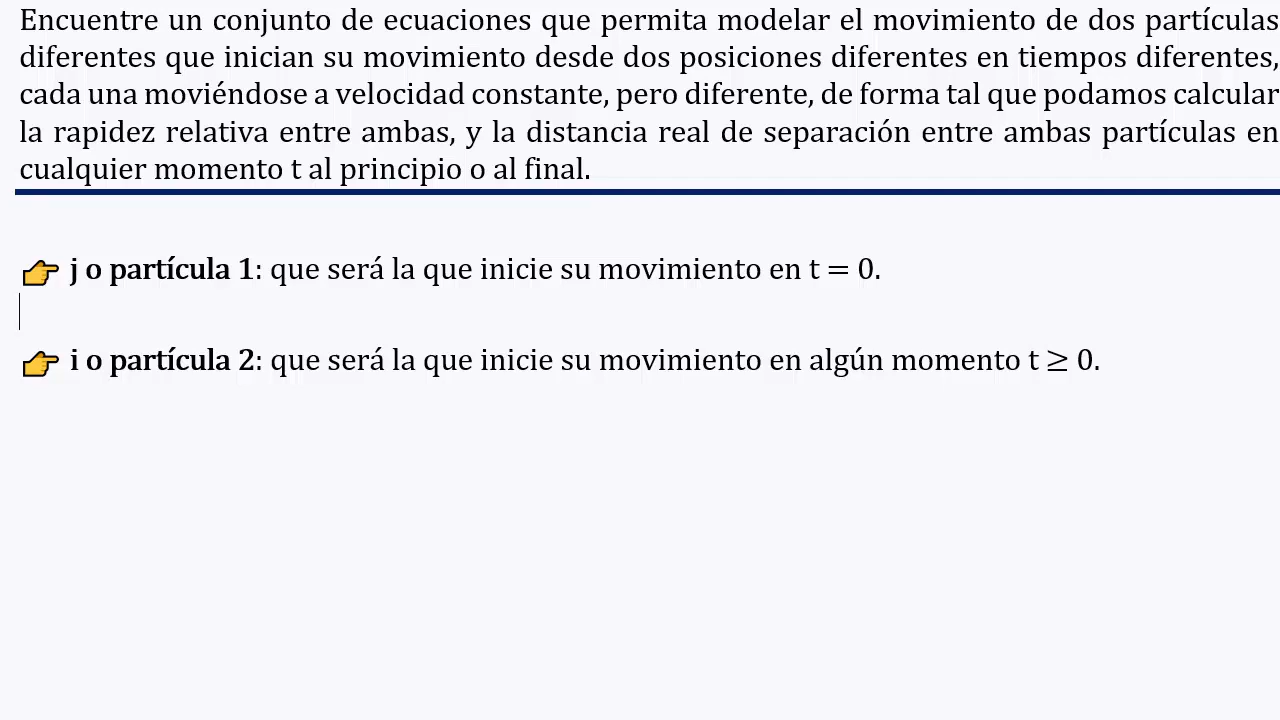 Encuentre un conjunto de ecuaciones que permita modelar el movimiento de dos partículas
diferentes que inician su movimiento desde dos posiciones diferentes en tiempos diferentes,
cada una moviéndose a velocidad constante, pero diferente, de forma tal que podamos calcular
la rapidez relativa entre ambas, y la distancia real de separación entre ambas partículas en
cualquier momento t al principio o al final.
👉 j o partícula 1: que será la que inicie su movimiento en t = 0.
👉 i o partícula 2: que será la que inicie su movimiento en algún momento t ≥ 0.